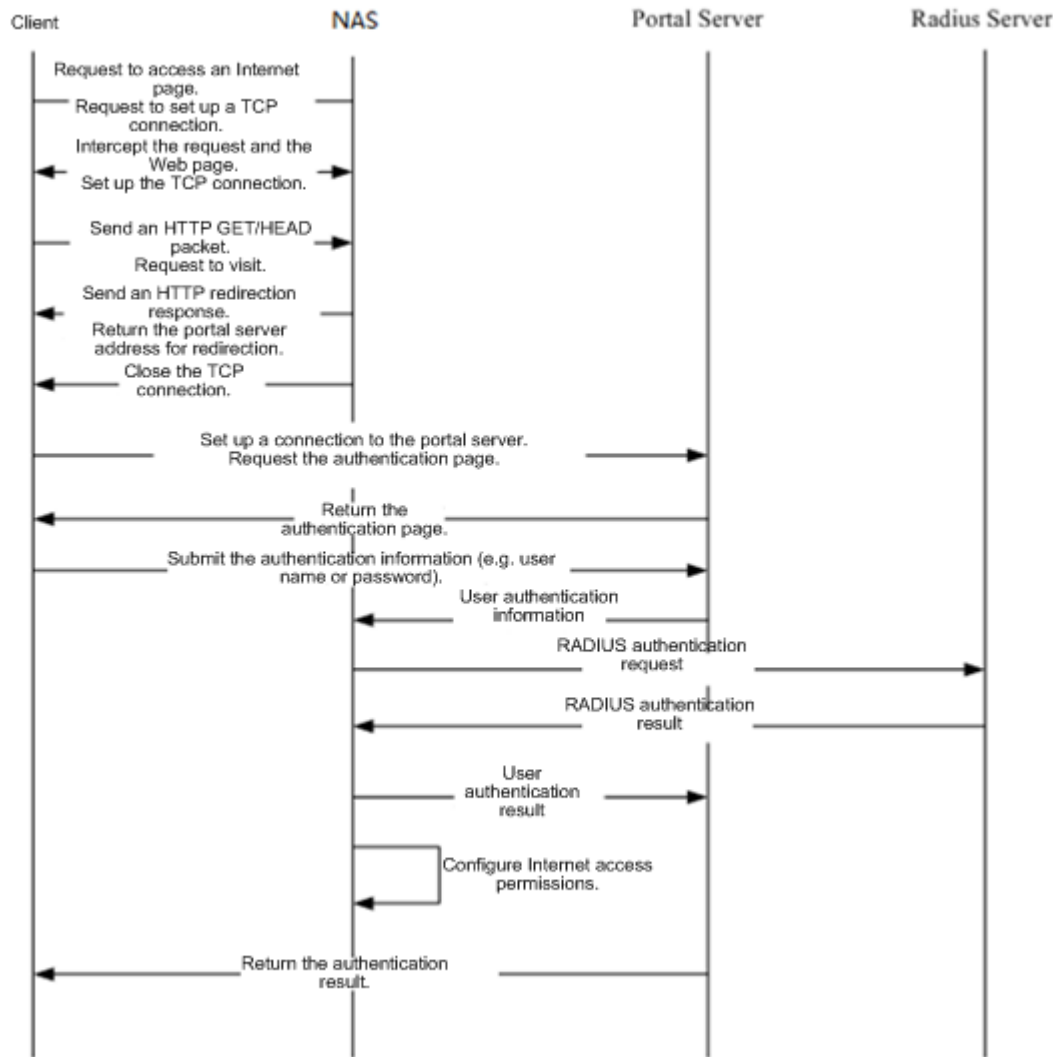 Client
NAS
Portal Server
Radius Server
Request to access an Internet
page.
Request to set up a TCP
connection.
Intercept the request and the
Web page.
Set up the TCP connection.
Send an HTTP GET/HEAD
packet.
Request to visit.
Send an HTTP redirection
response.
Return the portal server
address for redirection.
Close the TCP
connection.
Set up a connection to the portal server.
Request the authentication page.
Return the
authentication page.
Submit the authentication information (e.g. user
name or password).
User authentication
information
RADIUS authentication
request
RADIUS authentication
result
User
authentication
result
Configure Internet access
permissions.
Return the authentication
result.